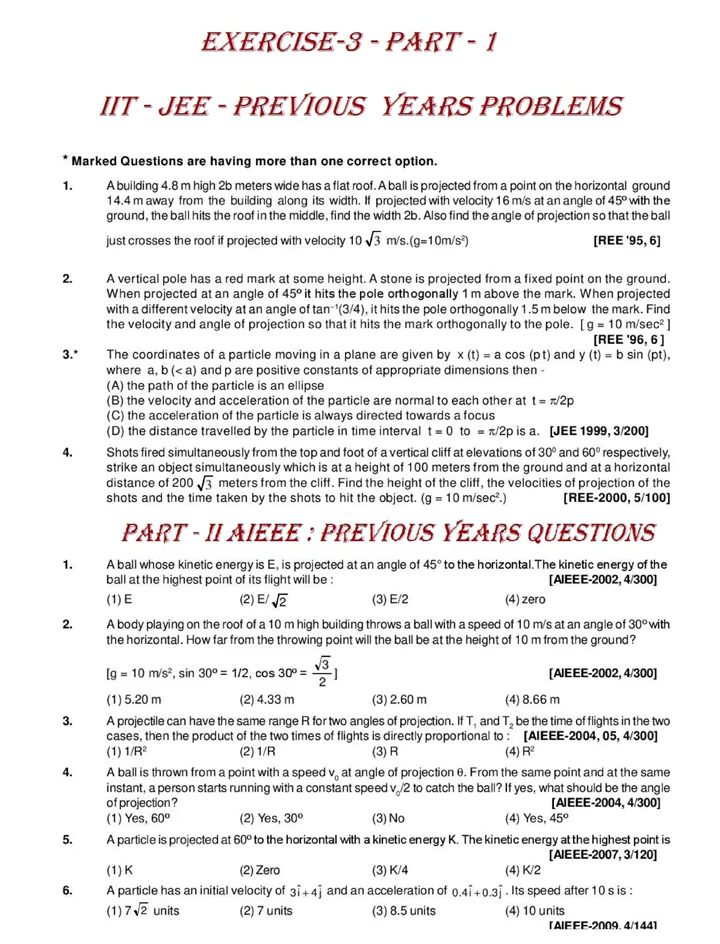 EXERCISE-3 - PART - 1
IIT - JEE - PREVIOUS YEARS PROBLEMS
* Marked Questions are having more than one correct option.
1. A building 4.8 m high 2b meters wide has a flat roof. A ball is projected from a point on the horizontal ground
14.4 m away from the building along its width. If projected with velocity 16 m/s at an angle of 45º with the
ground, the ball hits the roof in the middle, find the width 2b. Also find the angle of projection so that the ball
just crosses the roof if projected with velocity 10 √3 m/s.(g=10m/s²) [REE '95, 6]
2. A vertical pole has a red mark at some height. A stone is projected from a fixed point on the ground.
When projected at an angle of 45º it hits the pole orthogonally 1 m above the mark. When projected
with a different velocity at an angle of tan⁻¹(3/4), it hits the pole orthogonally 1.5 m below the mark. Find
the velocity and angle of projection so that it hits the mark orthogonally to the pole. [ g = 10 m/sec² ]
[REE '96, 6 ]
3.* The coordinates of a particle moving in a plane are given by x (t) = a cos (p t) and y (t) = b sin (pt),
where a, b (< a) and p are positive constants of appropriate dimensions then -
(A) the path of the particle is an ellipse
(B) the velocity and acceleration of the particle are normal to each other at t = π/2p
(C) the acceleration of the particle is always directed towards a focus
(D) the distance travelled by the particle in time interval t = 0 to = π/2p is a. [JEE 1999, 3/200]
4. Shots fired simultaneously from the top and foot of a vertical cliff at elevations of 30⁰ and 60⁰ respectively,
strike an object simultaneously which is at a height of 100 meters from the ground and at a horizontal
distance of 200 √3 meters from the cliff. Find the height of the cliff, the velocities of projection of the
shots and the time taken by the shots to hit the object. (g = 10 m/sec².) [REE-2000, 5/100]
PART - II AIEEE : PREVIOUS YEARS QUESTIONS
1. A ball whose kinetic energy is E, is projected at an angle of 45° to the horizontal.The kinetic energy of the
ball at the highest point of its flight will be : [AIEEE-2002, 4/300]
(1) E (2) E/ √2 (3) E/2 (4) zero
2. A body playing on the roof of a 10 m high building throws a ball with a speed of 10 m/s at an angle of 30º with
the horizontal. How far from the throwing point will the ball be at the height of 10 m from the ground?
[g = 10 m/s², sin 30º = 1/2, cos 30º = √3/2 ] [AIEEE-2002, 4/300]
(1) 5.20 m (2) 4.33 m (3) 2.60 m (4) 8.66 m
3. A projectile can have the same range R for two angles of projection. If T₁ and T₂ be the time of flights in the two
cases, then the product of the two times of flights is directly proportional to : [AIEEE-2004, 05, 4/300]
(1) 1/R² (2) 1/R (3) R (4) R²
4. A ball is thrown from a point with a speed v₀ at angle of projection θ. From the same point and at the same
instant, a person starts running with a constant speed v₀/2 to catch the ball? If yes, what should be the angle
of projection? [AIEEE-2004, 4/300]
(1) Yes, 60º (2) Yes, 30º (3) No (4) Yes, 45º
5. A particle is projected at 60º to the horizontal with a kinetic energy K. The kinetic energy at the highest point is
[AIEEE-2007, 3/120]
(1) K (2) Zero (3) K/4 (4) K/2
6. A particle has an initial velocity of 3î + 4ĵ and an acceleration of 0.4î + 0.3ĵ . Its speed after 10 s is :
(1) 7 √2 units (2) 7 units (3) 8.5 units (4) 10 units
[AIEEE-2009, 4/144]